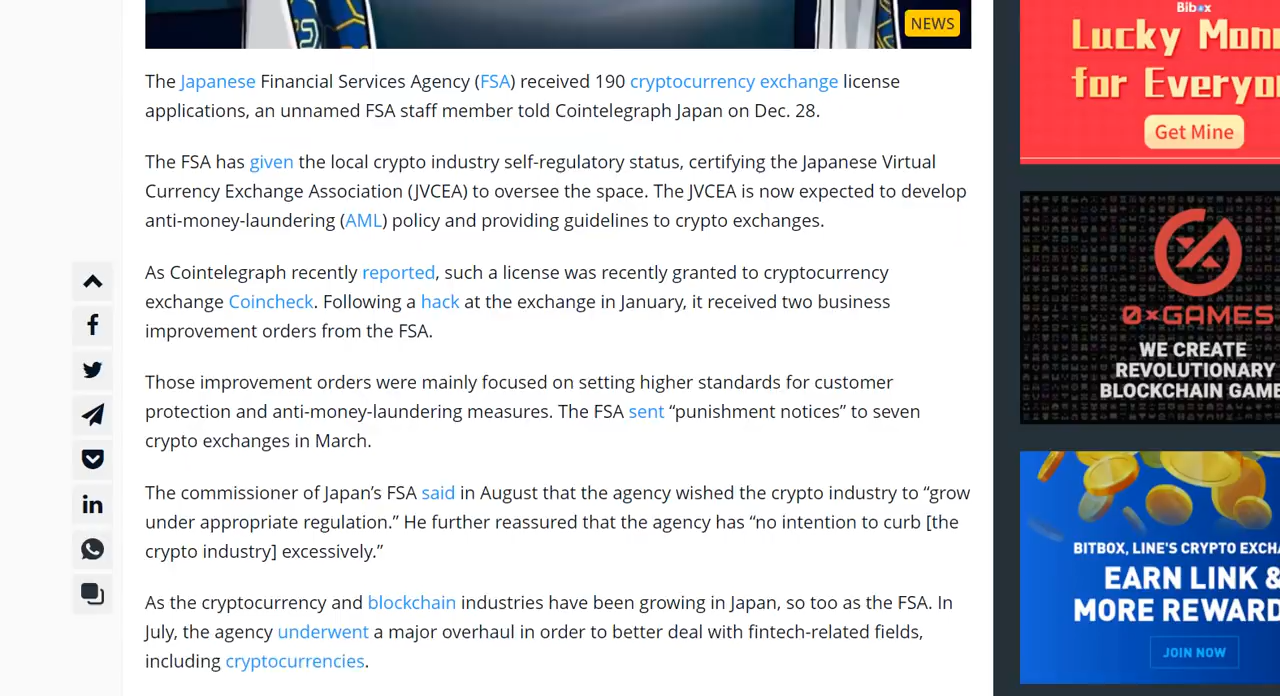 NEWS
The Japanese Financial Services Agency (FSA) received 190 cryptocurrency exchange license
applications, an unnamed FSA staff member told Cointelegraph Japan on Dec. 28.
The FSA has given the local crypto industry self-regulatory status, certifying the Japanese Virtual
Currency Exchange Association (JVCEA) to oversee the space. The JVCEA is now expected to develop
anti-money-laundering (AML) policy and providing guidelines to crypto exchanges.
As Cointelegraph recently reported, such a license was recently granted to cryptocurrency
exchange Coincheck. Following a hack at the exchange in January, it received two business
improvement orders from the FSA.
Those improvement orders were mainly focused on setting higher standards for customer
protection and anti-money-laundering measures. The FSA sent “punishment notices” to seven
crypto exchanges in March.
The commissioner of Japan’s FSA said in August that the agency wished the crypto industry to “grow
under appropriate regulation.” He further reassured that the agency has “no intention to curb [the
crypto industry] excessively.”
As the cryptocurrency and blockchain industries have been growing in Japan, so too as the FSA. In
July, the agency underwent a major overhaul in order to better deal with fintech-related fields,
including cryptocurrencies.
Bibox
Lucky
for
Get Mine
0xGAMES
WE CREATE
REVOLUTIONARY
BLOCKCHAIN
BITBOX, LINE'S CRYPTO
EARN LINK &
MORE
JOIN NOW